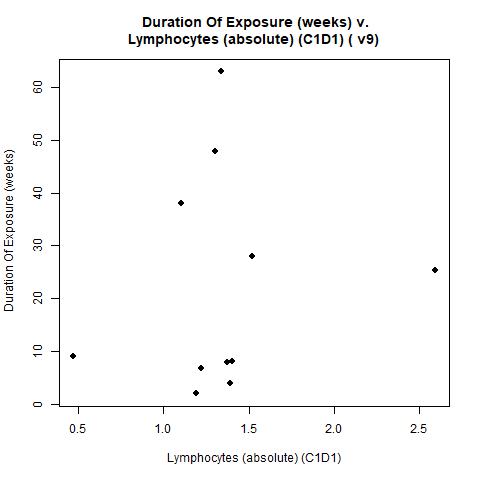 Duration Of Exposure (weeks) v.
Lymphocytes (absolute) (C1D1) ( v9)
Duration Of Exposure (weeks)
60
50
40
30
20
10
0
0.5 1.0 1.5 2.0 2.5
Lymphocytes (absolute) (C1D1)